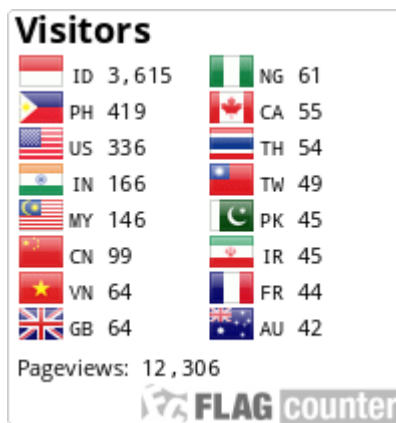 Visitors
ID 3,615 NG 61
PH 419 CA 55
US 336 TH 54
IN 166 TW 49
MY 146 PK 45
CN 99 IR 45
VN 64 FR 44
GB 64 AU 42
Pageviews: 12,306
FLAG counter